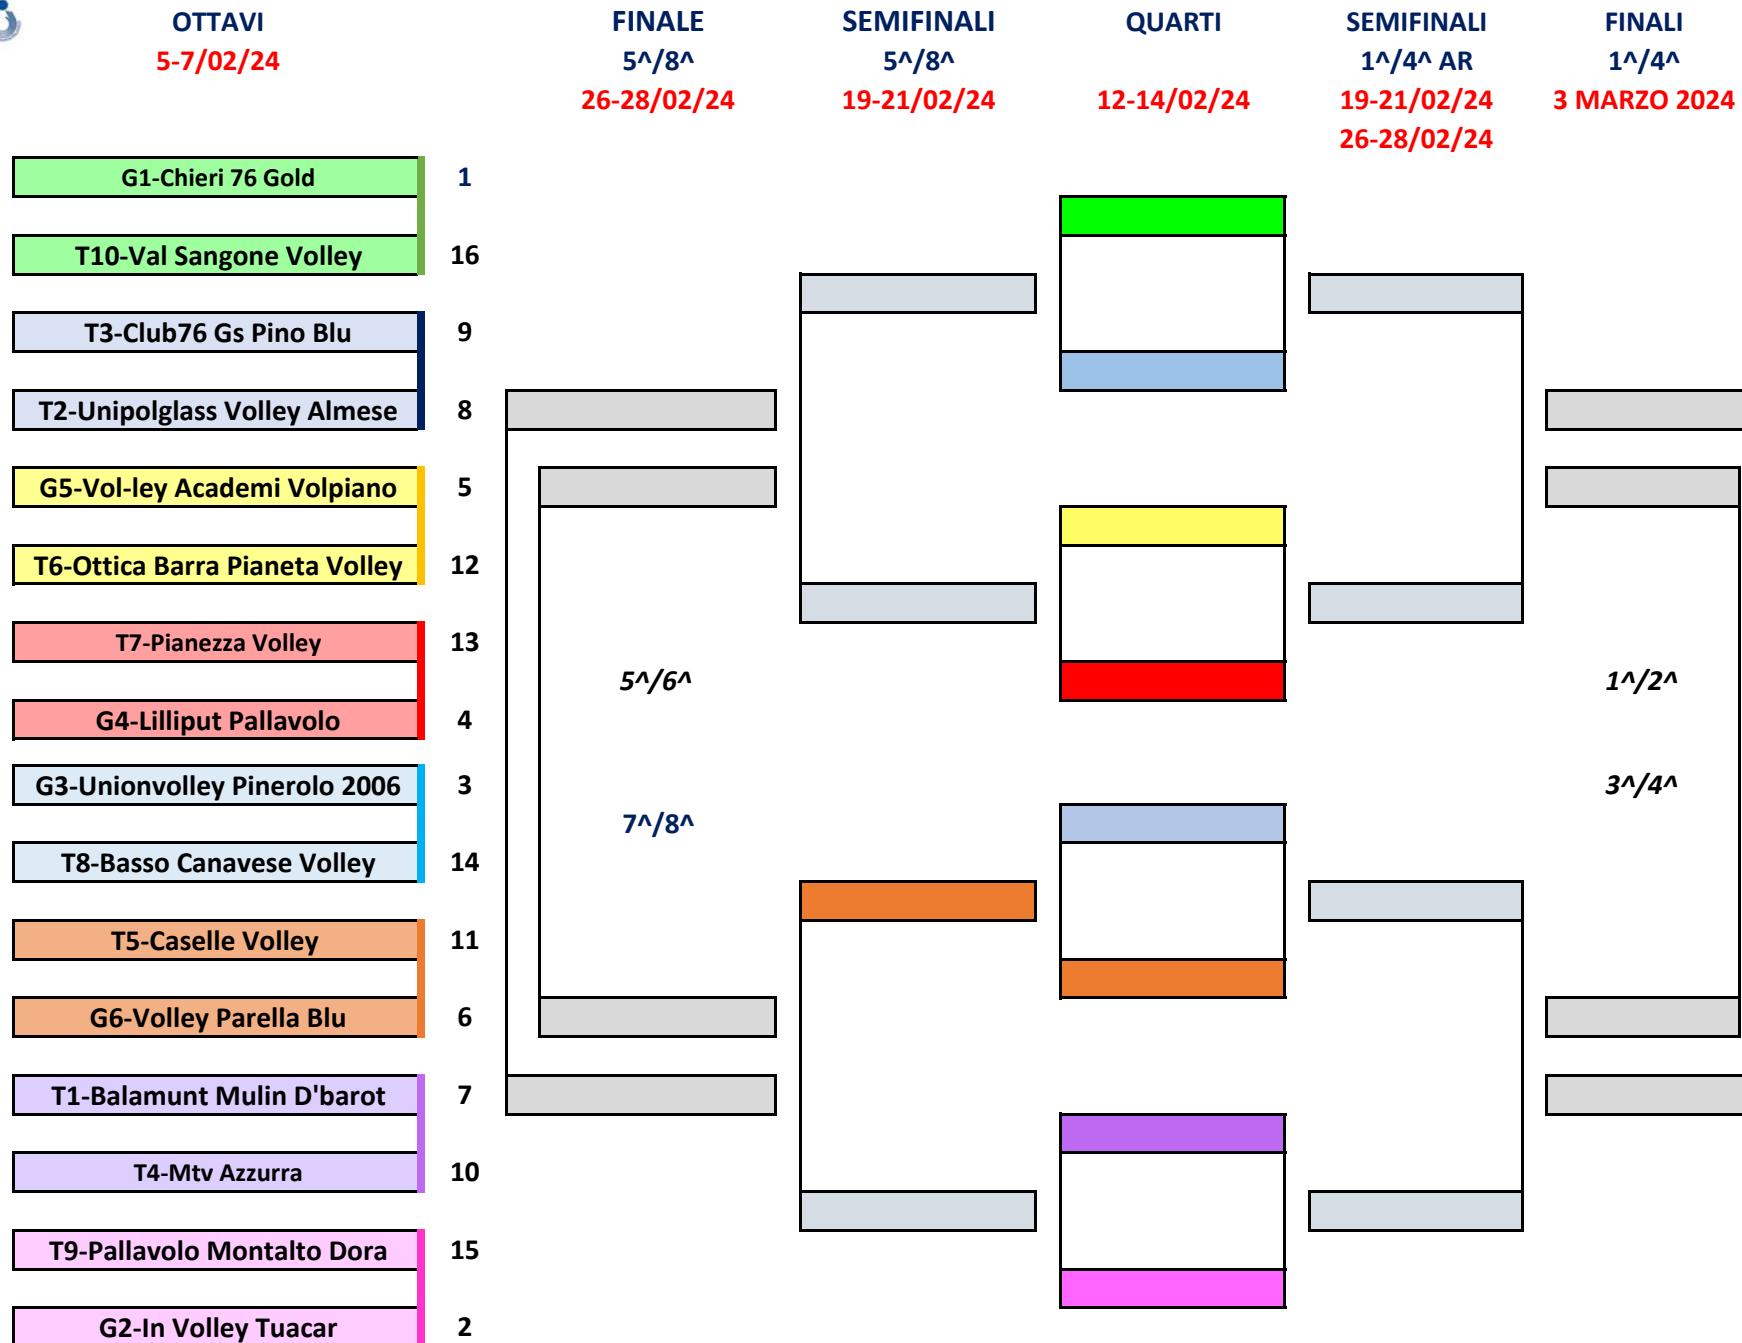 OTTAVI
5-7/02/24
FINALE
5^/8^
26-28/02/24
SEMIFINALI
5^/8^
19-21/02/24
QUARTI
12-14/02/24
SEMIFINALI
1^/4^ AR
19-21/02/24
26-28/02/24
FINALI
1^/4^
3 MARZO 2024
G1-Chieri 76 Gold 1
T10-Val Sangone Volley 16
T3-Club76 Gs Pino Blu 9
T2-Unipolglass Volley Almese 8
G5-Vol-ley Academi Volpiano 5
T6-Ottica Barra Pianeta Volley 12
T7-Pianezza Volley 13
5^/6^
1^/2^
G4-Lilliput Pallavolo 4
G3-Unionvolley Pinerolo 2006 3
3^/4^
7^/8^
T8-Basso Canavese Volley 14
T5-Caselle Volley 11
G6-Volley Parella Blu 6
T1-Balamunt Mulin D'barot 7
T4-Mtv Azzurra 10
T9-Pallavolo Montalto Dora 15
G2-In Volley Tuacar 2